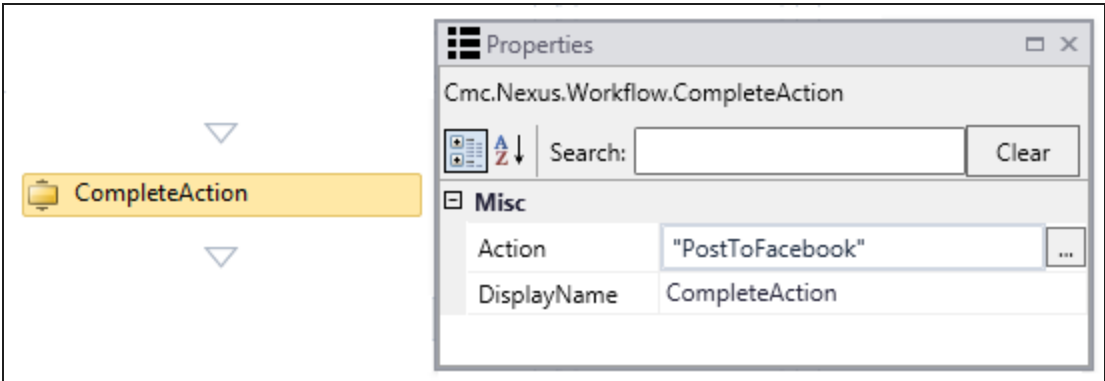 Properties
Cmc.Nexus.Workflow.CompleteAction
Search:
Clear
CompleteAction
Misc
Action "PostToFacebook" ...
DisplayName CompleteAction